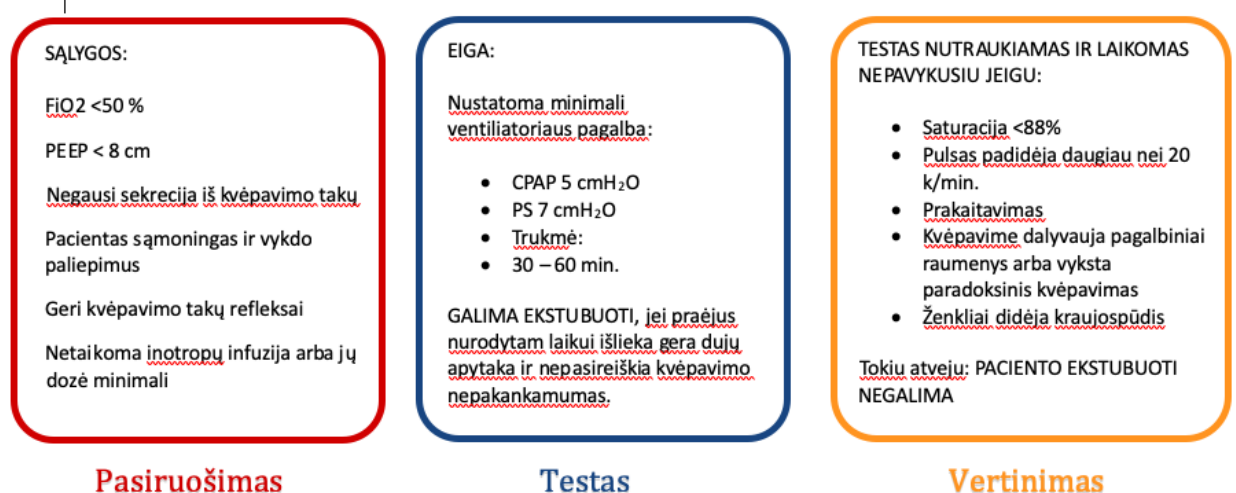 SĄLYGOS:
FiO2 <50 %
PEEP < 8 cm
Negausi sekrecija iš kvėpavimo takų
Pacientas sąmoningas ir vykdo
paliepimus
Geri kvėpavimo takų refleksai
Netaikoma inotropų infuzija arba jų
dozė minimali
Pasiruošimas
EIGA:
Nustatoma minimali
ventiliatoriaus pagalba:
• CPAP 5 cmH₂O
• PS 7 cmH₂O
• Trukmė:
• 30 – 60 min.
GALIMA EKSTUBUOTI, jei praėjus
nurodytam laikui išlieka gera dujų
apytaka ir nepasireiškia kvėpavimo
nepakankamumas.
Testas
TESTAS NUTRAUKIAMAS IR LAIKOMAS
NEPAVYKUSIU JEIGU:
• Saturacija <88%
• Pulsas padidėja daugiau nei 20
k/min.
• Prakaitavimas
• Kvėpavime dalyvauja pagalbiniai
raumenys arba vyksta
paradoksinis kvėpavimas
• Ženkliai didėja kraujospūdis
Tokiu atveju: PACIENTO EKSTUBUOTI
NEGALIMA
Vertinimas